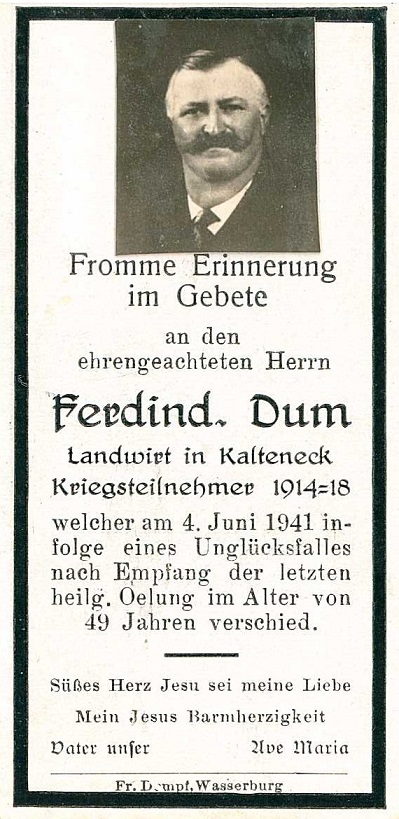 Fromme Erinnerung
im Gebete
an den
ehrengeachteten Herrn
Ferdind. Dum
Landwirt in Kalteneck
Kriegsteilnehmer 1914=18
welcher am 4. Juni 1941 in-
folge eines Unglücksfalles
nach Empfang der letzten
heilg. Oelung im Alter von
49 Jahren verschied.
Süßes Herz Jesu sei meine Liebe
Mein Jesus Barmherzigkeit
Vater unser Ave Maria
Fr. Dempf, Wasserburg